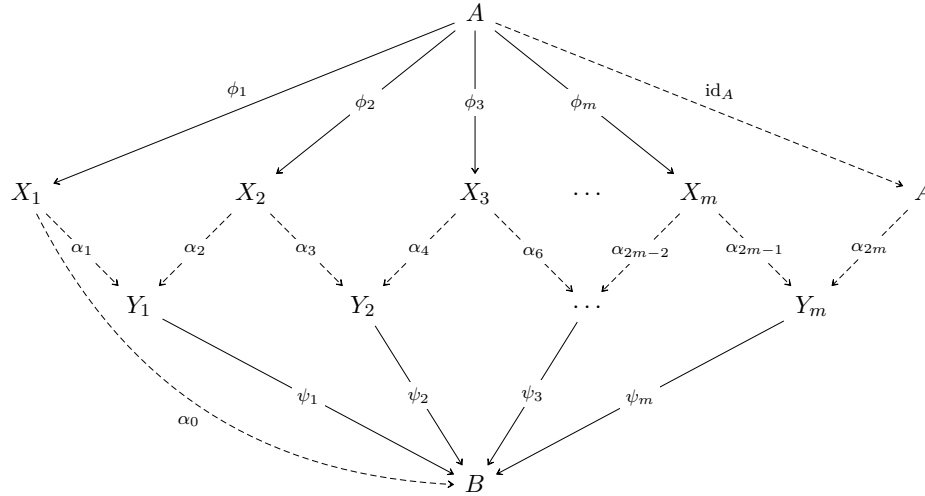 A
ϕ₁ ϕ₂ ϕ₃ ϕₘ id_A
X₁ X₂ X₃ ⋯ Xₘ A
α₁ α₂ α₃ α₄ α₆ α₂ₘ₋₂ α₂ₘ₋₁ α₂ₘ
Y₁ Y₂ ⋯ Yₘ
ψ₁ ψ₂ ψ₃ ψₘ
α₀
B